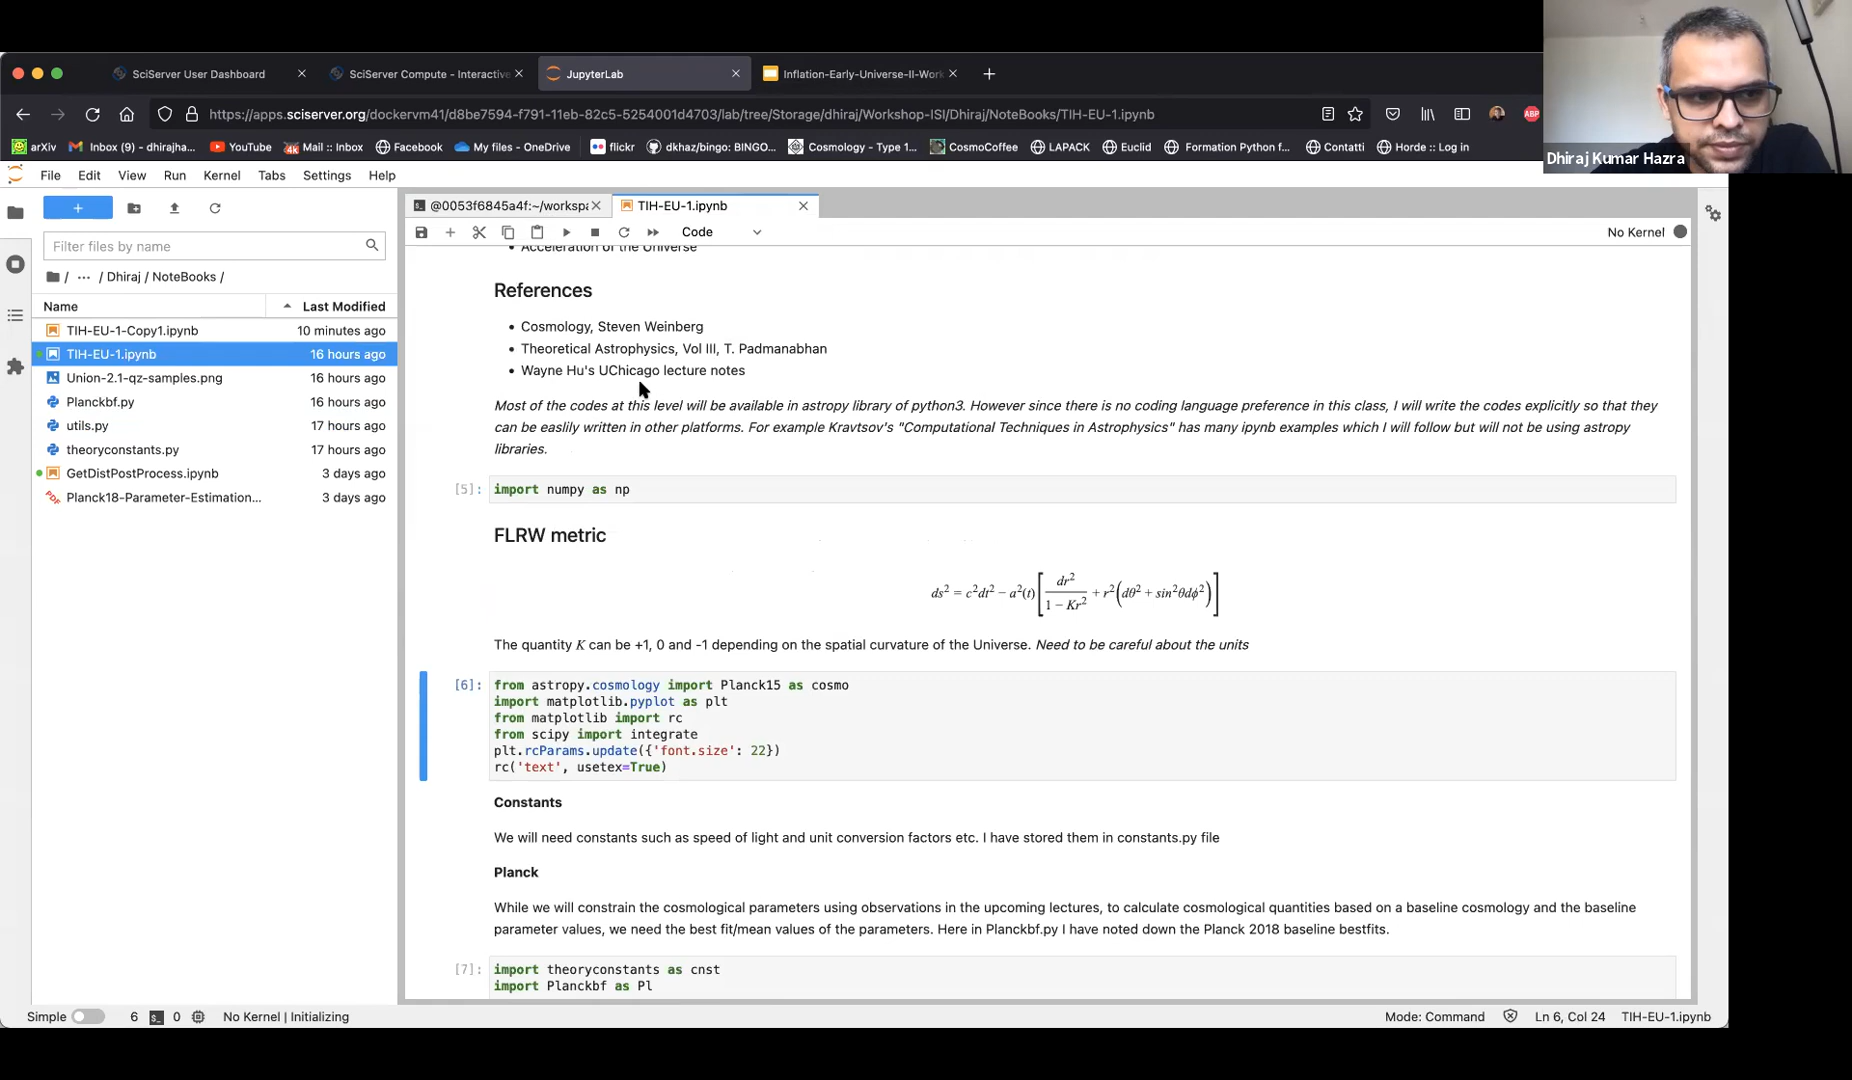 SciServer User Dashboard
SciServer Compute - Interactive
JupyterLab
Inflation-Early-Universe-II-Work
https://apps.sciserver.org/dockervm41/d8be7594-f791-11eb-82c5-5254001d4703/lab/tree/Storage/dhiraj/Workshop-ISI/Dhiraj/NoteBooks/TIH-EU-1.ipynb
ABP
arXiv
Inbox (9) - dhirajha...
YouTube
4k
Mail :: Inbox
Facebook
My files - OneDrive
flickr
dkhaz/bingo: BINGO...
Cosmology - Type 1...
CosmoCoffee
LAPACK
Euclid
Formation Python f...
Contatti
Horde :: Log in
Dhiraj Kumar Hazra
File Edit View Run Kernel Tabs Settings Help
Filter files by name
/ ··· / Dhiraj / NoteBooks /
Name Last Modified
TIH-EU-1-Copy1.ipynb 10 minutes ago
TIH-EU-1.ipynb 16 hours ago
Union-2.1-qz-samples.png 16 hours ago
Planckbf.py 16 hours ago
utils.py 17 hours ago
theoryconstants.py 17 hours ago
GetDistPostProcess.ipynb 3 days ago
Planck18-Parameter-Estimation... 3 days ago
@0053f6845a4f:~/workspa
TIH-EU-1.ipynb
Code
No Kernel
• Acceleration of the Universe
References
• Cosmology, Steven Weinberg
• Theoretical Astrophysics, Vol III, T. Padmanabhan
• Wayne Hu's UChicago lecture notes
Most of the codes at this level will be available in astropy library of python3. However since there is no coding language preference in this class, I will write the codes explicitly so that they
can be easlily written in other platforms. For example Kravtsov's "Computational Techniques in Astrophysics" has many ipynb examples which I will follow but will not be using astropy
libraries.
[5]: import numpy as np
FLRW metric
ds² = c²dt² − a²(t)[dr²/(1 − Kr²) + r²(dθ² + sin²θdϕ²)]
The quantity K can be +1, 0 and -1 depending on the spatial curvature of the Universe. Need to be careful about the units
[6]: from astropy.cosmology import Planck15 as cosmo
import matplotlib.pyplot as plt
from matplotlib import rc
from scipy import integrate
plt.rcParams.update({'font.size': 22})
rc('text', usetex=True)
Constants
We will need constants such as speed of light and unit conversion factors etc. I have stored them in constants.py file
Planck
While we will constrain the cosmological parameters using observations in the upcoming lectures, to calculate cosmological quantities based on a baseline cosmology and the baseline
parameter values, we need the best fit/mean values of the parameters. Here in Planckbf.py I have noted down the Planck 2018 baseline bestfits.
[7]: import theoryconstants as cnst
import Planckbf as Pl
Simple 6 0 No Kernel | Initializing
Mode: Command Ln 6, Col 24 TIH-EU-1.ipynb